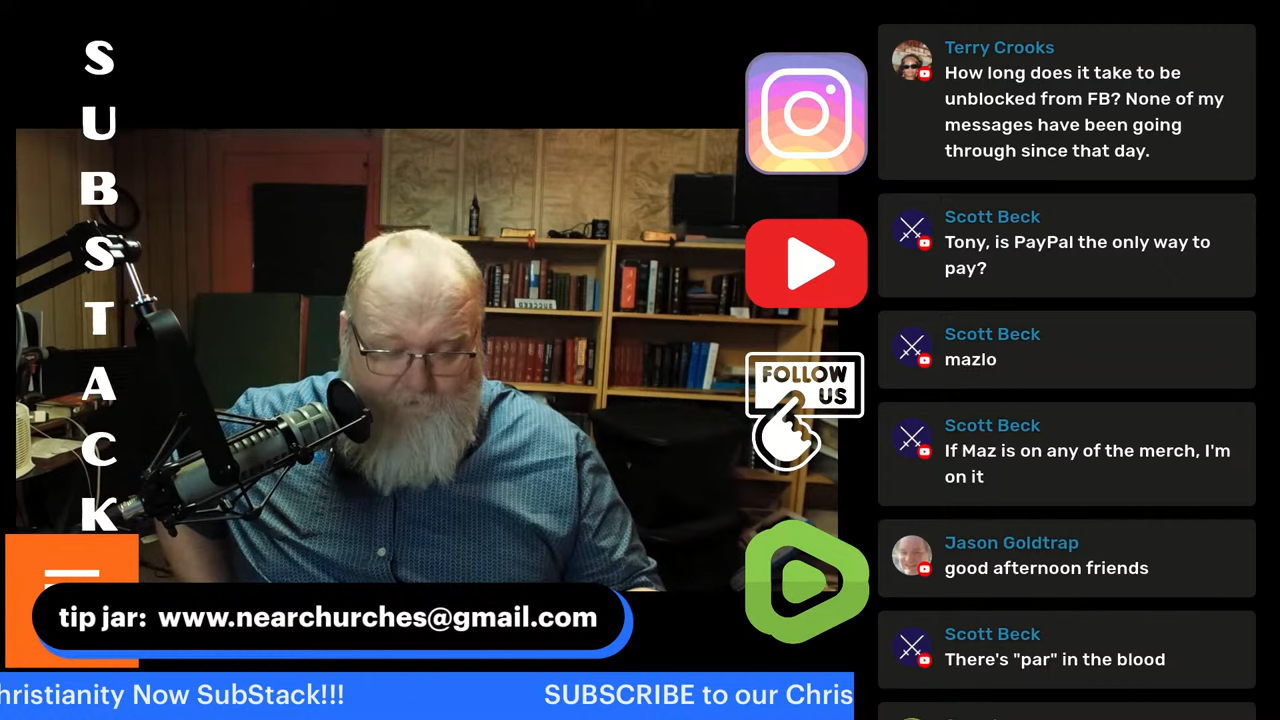 SUBSTACK
SUCCEED
FOLLOW
US
tip jar: www.nearchurches@gmail.com
hristianity Now SubStack!!! SUBSCRIBE to our Chris
Terry Crooks
How long does it take to be
unblocked from FB? None of my
messages have been going
through since that day.
Scott Beck
Tony, is PayPal the only way to
pay?
Scott Beck
mazlo
Scott Beck
If Maz is on any of the merch, I'm
on it
Jason Goldtrap
good afternoon friends
Scott Beck
There's "par" in the blood